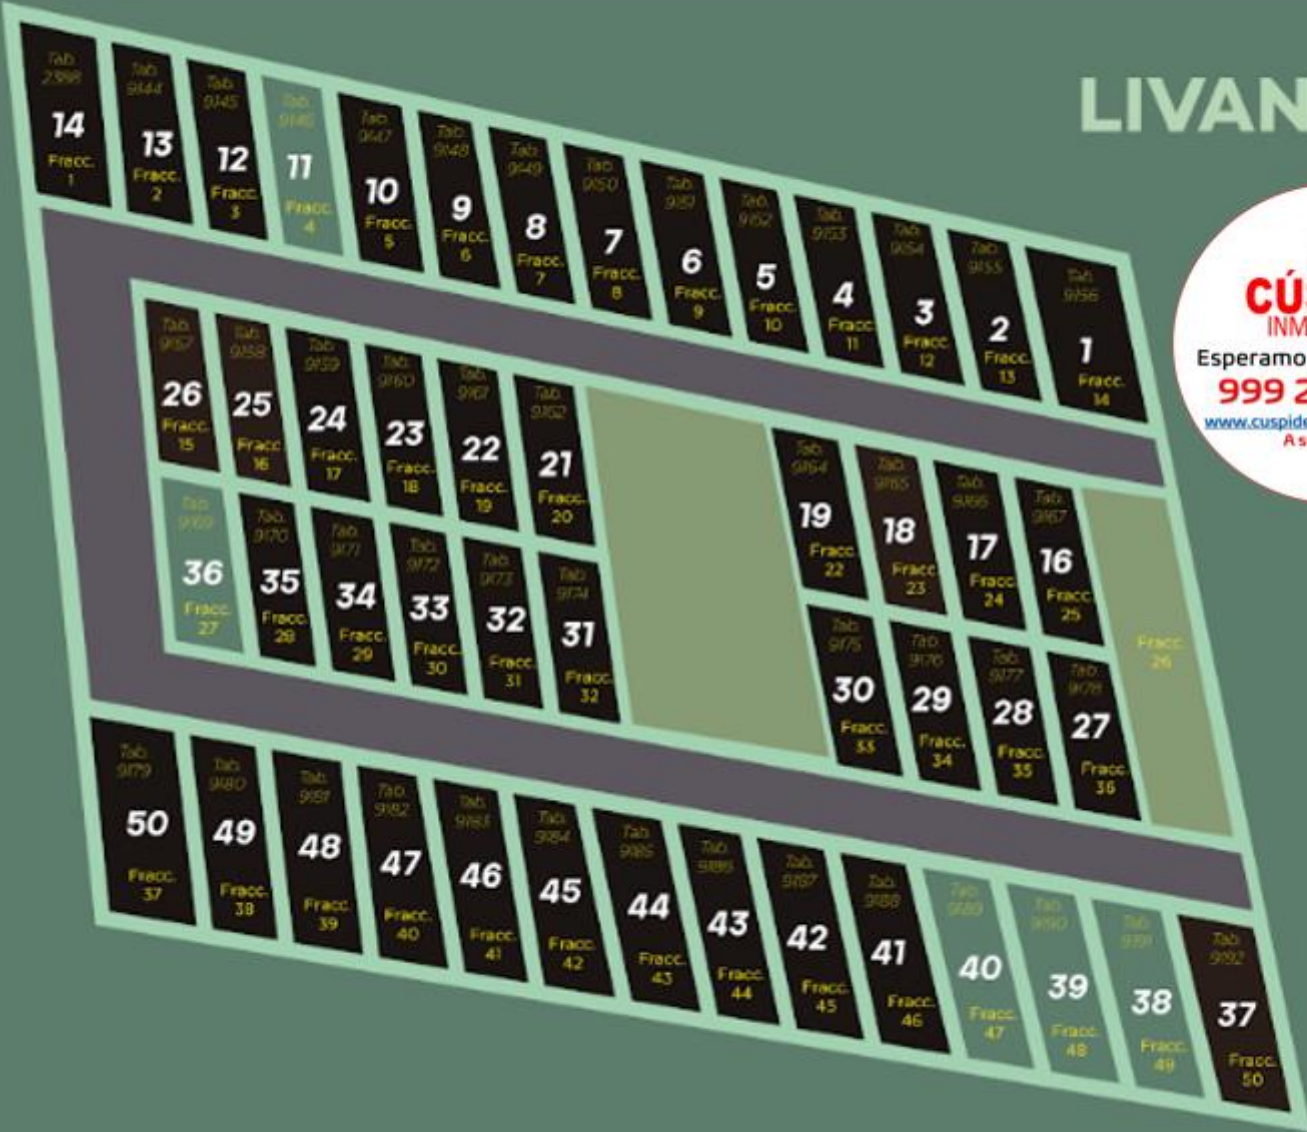 LIVAN
Tab.
2388
14
Fracc.
1
Tab.
9144
13
Fracc.
2
Tab.
9145
12
Fracc.
3
Tab.
9146
11
Fracc.
4
Tab.
9147
10
Fracc.
5
Tab.
9148
9
Fracc.
6
Tab.
9149
8
Fracc.
7
Tab.
9150
7
Fracc.
8
Tab.
9151
6
Fracc.
9
Tab.
9152
5
Fracc.
10
Tab.
9153
4
Fracc.
11
Tab.
9154
3
Fracc.
12
Tab.
9155
2
Fracc.
13
Tab.
9156
1
Fracc.
14
CÚ
INM
Esperamo
999 2
www.cuspide
As
Tab.
9157
26
Fracc.
15
Tab.
9158
25
Fracc.
16
Tab.
9159
24
Fracc.
17
Tab.
9160
23
Fracc.
18
Tab.
9161
22
Fracc.
19
Tab.
9162
21
Fracc.
20
Tab.
9164
19
Fracc.
22
Tab.
9165
18
Fracc.
23
Tab.
9166
17
Fracc.
24
Tab.
9167
16
Fracc.
25
Fracc.
26
Tab.
9169
36
Fracc.
27
Tab.
9170
35
Fracc.
28
Tab.
9171
34
Fracc.
29
Tab.
9172
33
Fracc.
30
Tab.
9173
32
Fracc.
31
Tab.
9174
31
Fracc.
32
Tab.
9175
30
Fracc.
33
Tab.
9176
29
Fracc.
34
Tab.
9177
28
Fracc.
35
Tab.
9178
27
Fracc.
36
Tab.
9179
50
Fracc.
37
Tab.
9180
49
Fracc.
38
Tab.
9181
48
Fracc.
39
Tab.
9182
47
Fracc.
40
Tab.
9183
46
Fracc.
41
Tab.
9184
45
Fracc.
42
Tab.
9185
44
Fracc.
43
Tab.
9186
43
Fracc.
44
Tab.
9187
42
Fracc.
45
Tab.
9188
41
Fracc.
46
Tab.
9189
40
Fracc.
47
Tab.
9190
39
Fracc.
48
Tab.
9191
38
Fracc.
49
Tab.
9192
37
Fracc.
50